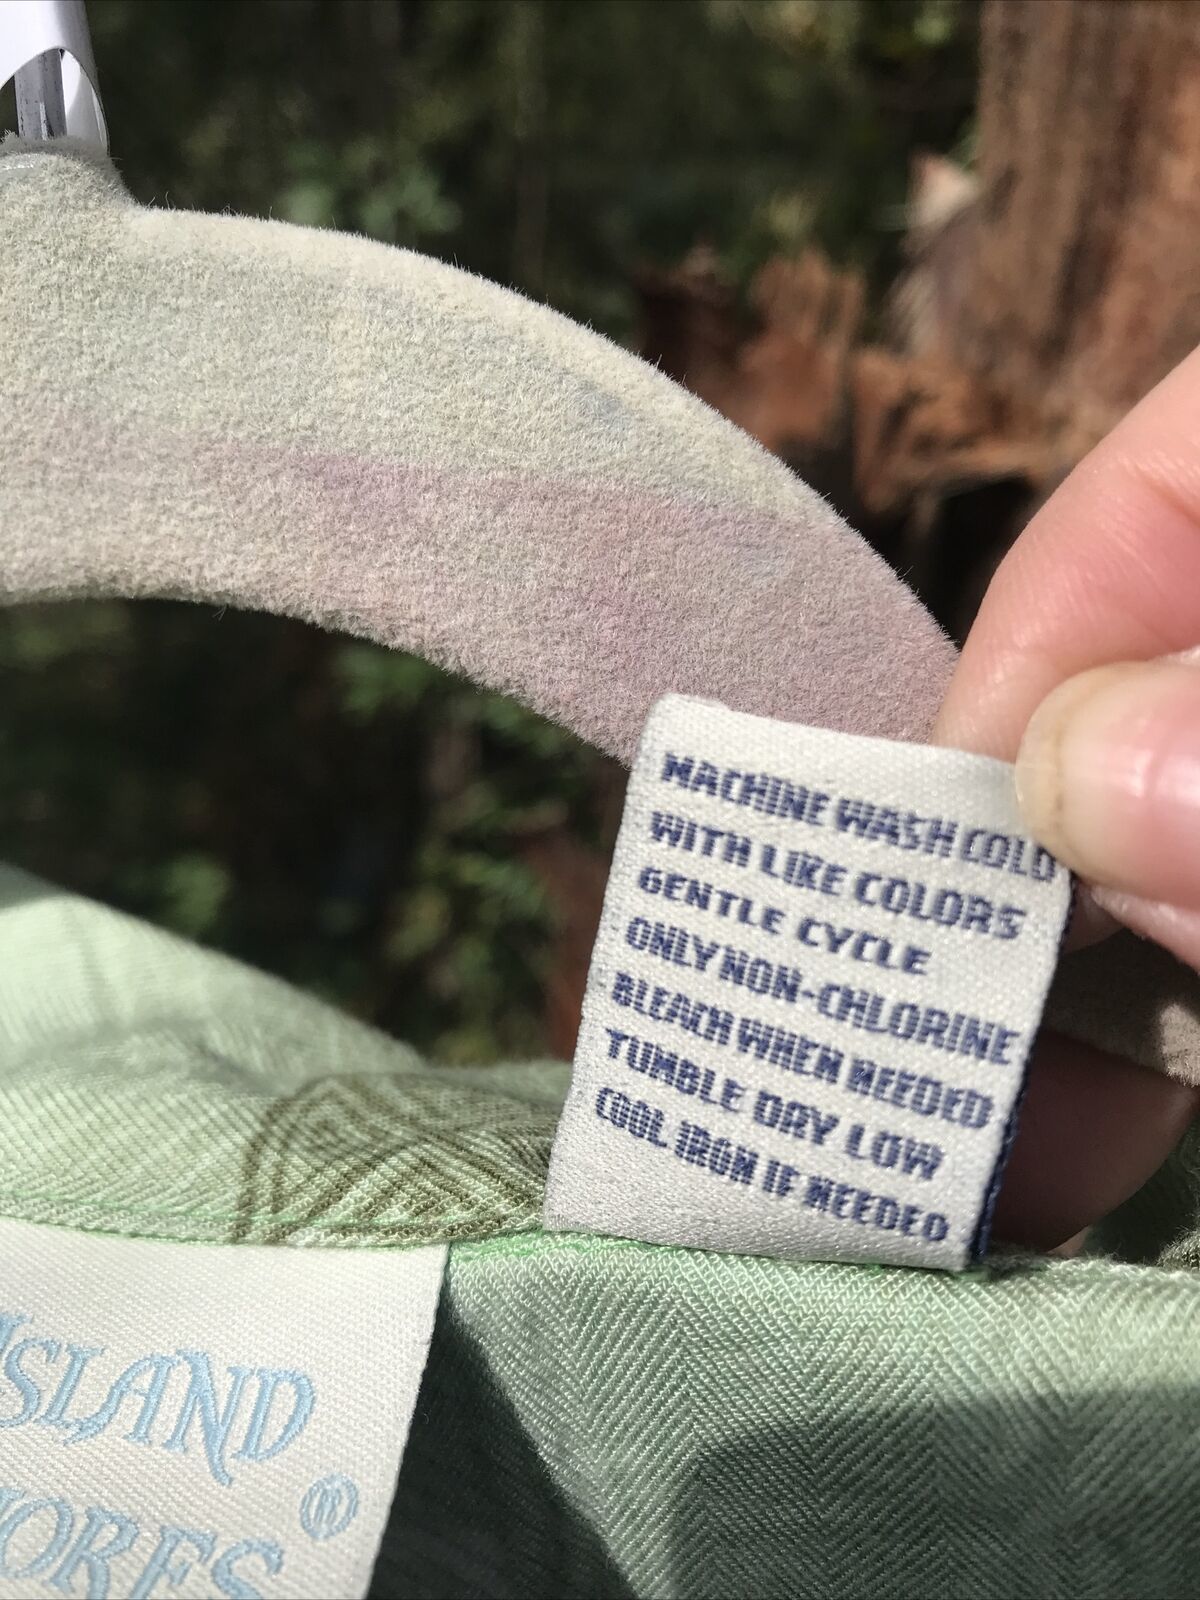 MACHINE WASH COLD
WITH LIKE COLORS
GENTLE CYCLE
ONLY NON-CHLORINE
BLEACH WHEN NEEDED
TUMBLE DRY LOW
COOL IRON IF NEEDED
ISLAND
HORES®